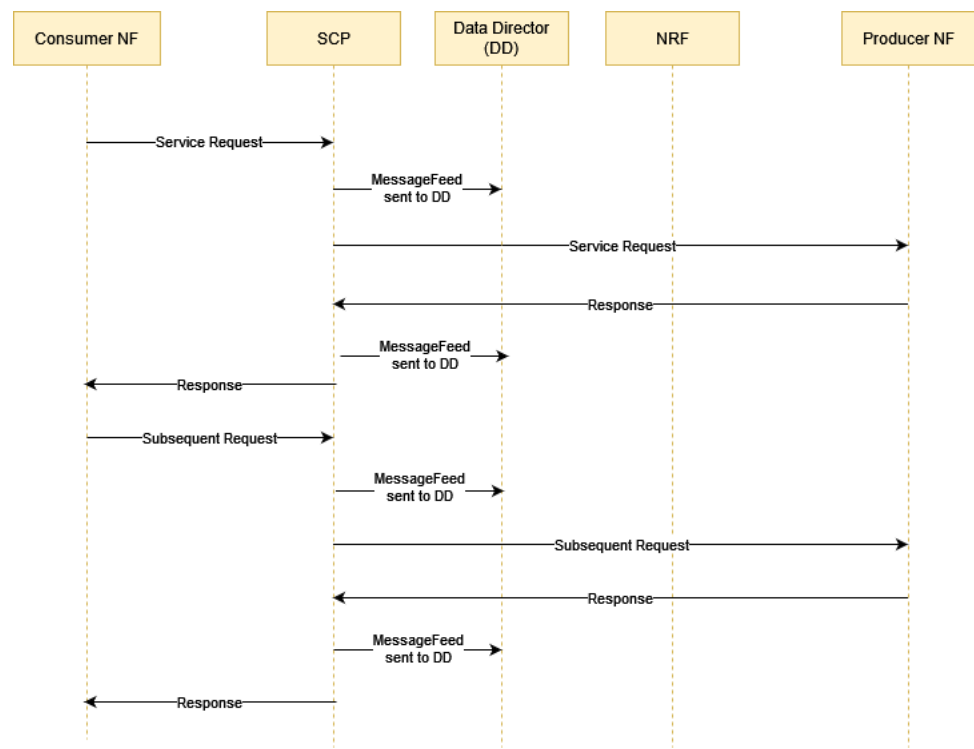 Consumer NF
SCP
Data Director
(DD)
NRF
Producer NF
Service Request
MessageFeed
sent to DD
Service Request
Response
MessageFeed
sent to DD
Response
Subsequent Request
MessageFeed
sent to DD
Subsequent Request
Response
MessageFeed
sent to DD
Response